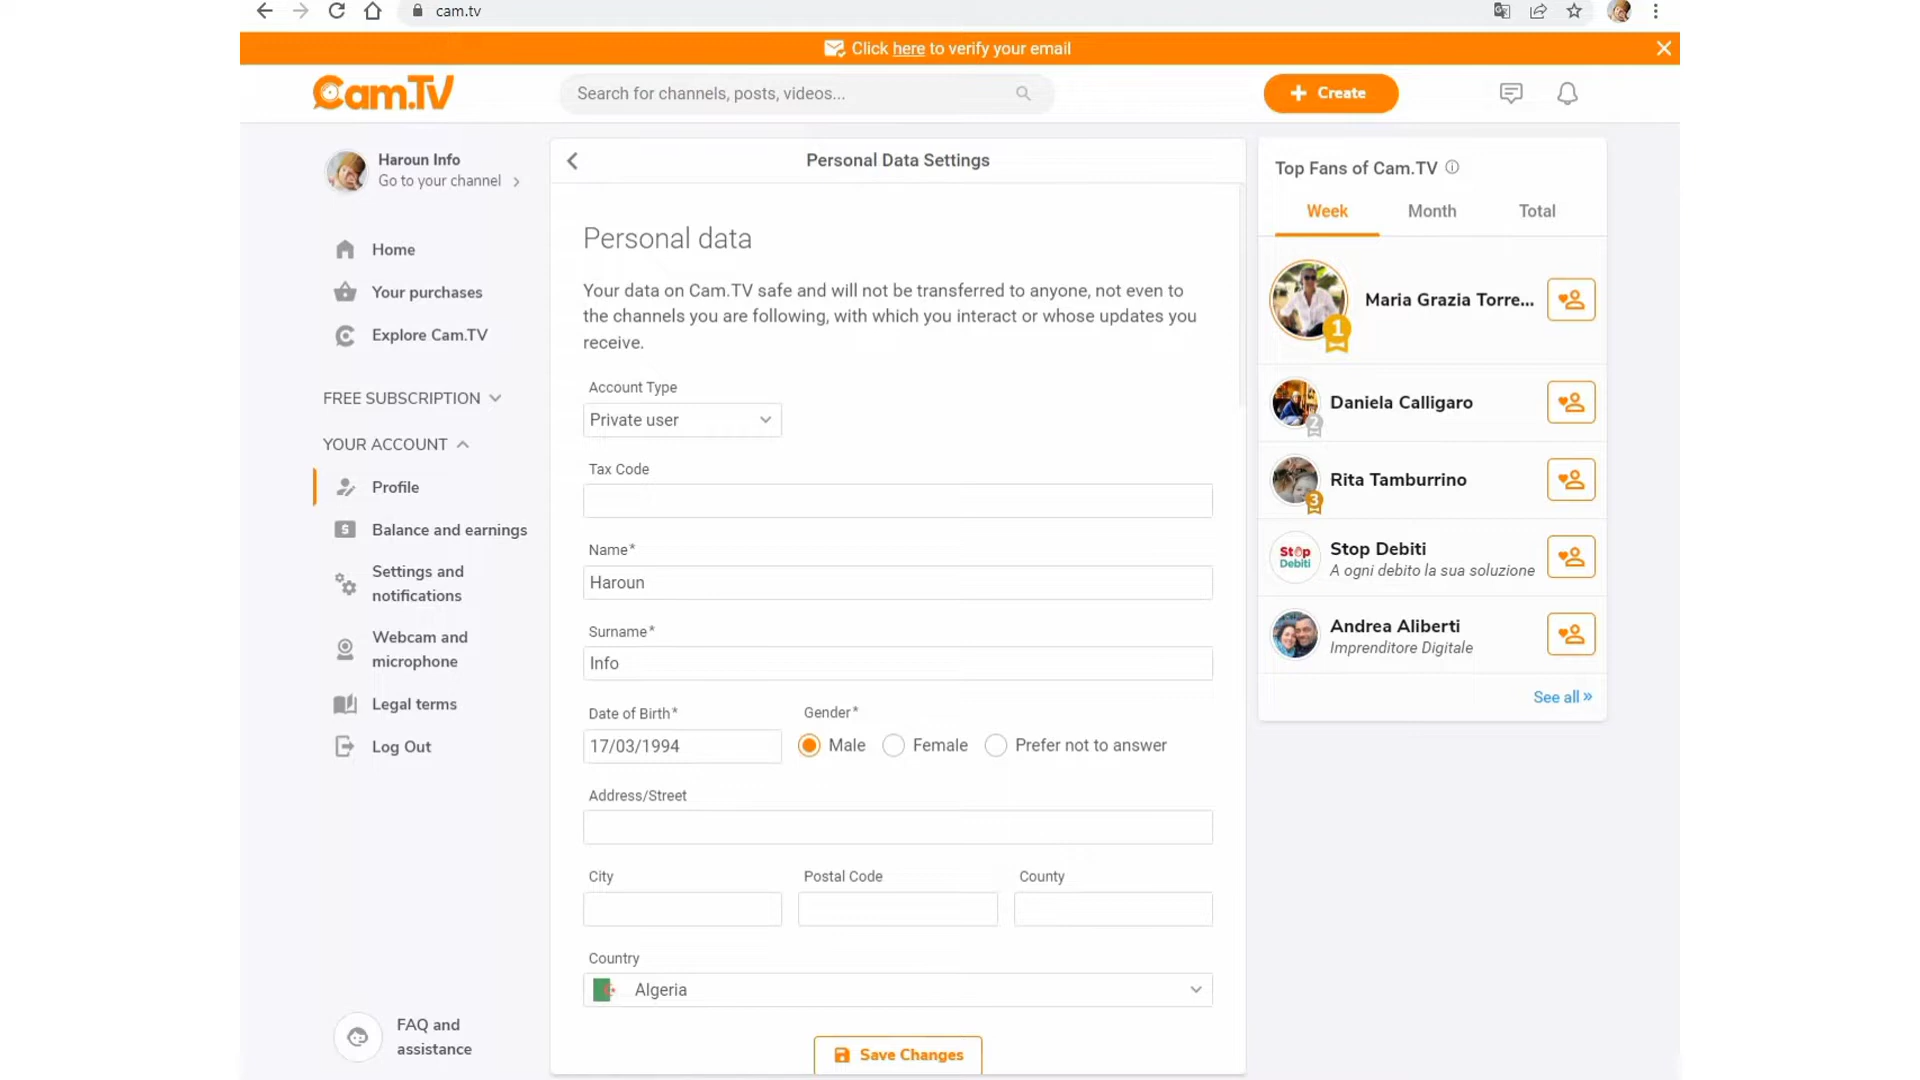 cam.tv
Click here to verify your email
Cam.TV
Search for channels, posts, videos...
Create
Haroun Info
Go to your channel
Home
Your purchases
Explore Cam.TV
FREE SUBSCRIPTION
YOUR ACCOUNT
Profile
Balance and earnings
Settings and
notifications
Webcam and
microphone
Legal terms
Log Out
FAQ and
assistance
Personal Data Settings
Personal data
Your data on Cam.TV safe and will not be transferred to anyone, not even to
the channels you are following, with which you interact or whose updates you
receive.
Account Type
Private user
Tax Code
Name*
Haroun
Surname*
Info
Date of Birth*
Gender*
17/03/1994
Male
Female
Prefer not to answer
Address/Street
City
Postal Code
County
Country
Algeria
Save Changes
Top Fans of Cam.TV
Week
Month
Total
1
Maria Grazia Torre...
2
Daniela Calligaro
3
Rita Tamburrino
Stop
Debiti
Stop Debiti
A ogni debito la sua soluzione
Andrea Aliberti
Imprenditore Digitale
See all »